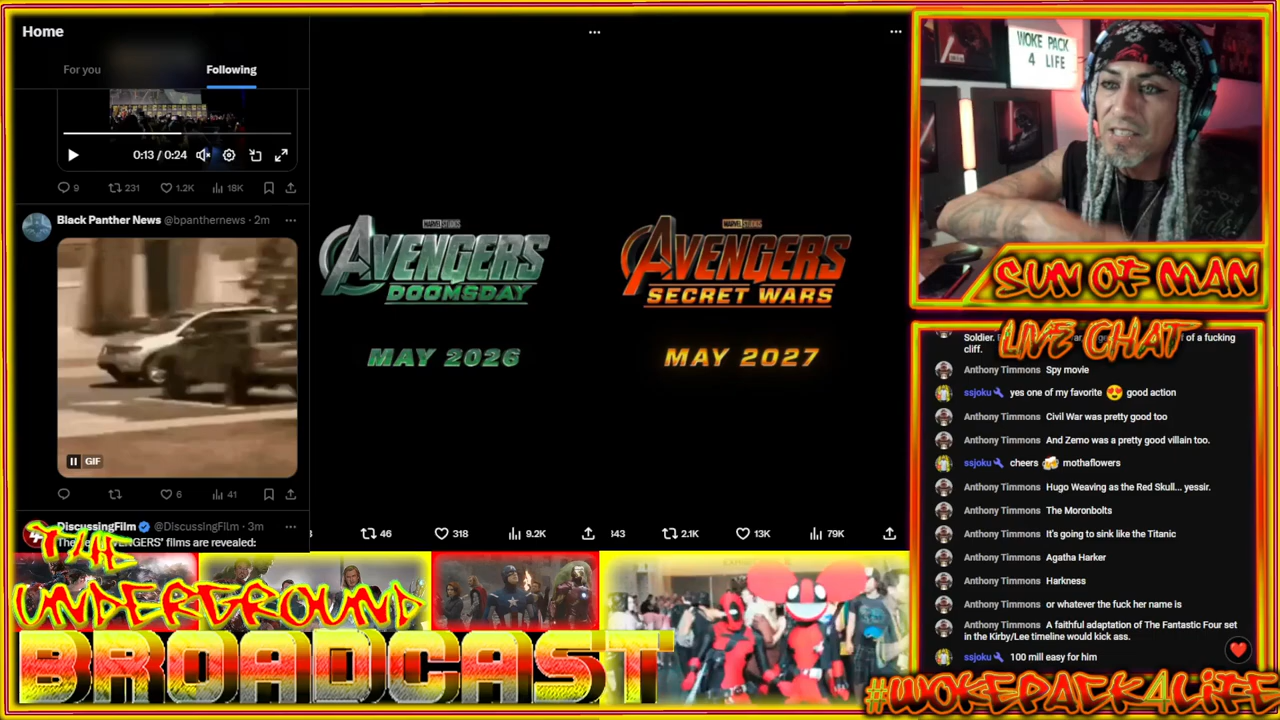 Home
For you
Following
0:13 / 0:24
9
231
1.2K
18K
Black Panther News @bpanthernews · 2m
GIF
6
41
DiscussingFilm @DiscussingFilm · 3m
AVENGERS' films are revealed:
MARVEL STUDIOS
AVENGERS
DOOMSDAY
MAY 2026
46
318
9.2K
MARVEL STUDIOS
AVENGERS
SECRET WARS
MAY 2027
343
2.1K
13K
79K
WOKE PACK
4 LIFE
SUN OF MAN
LIVE CHAT
Soldier.
of a fucking
cliff.
Anthony Timmons Spy movie
ssjoku yes one of my favorite 😍 good action
Anthony Timmons Civil War was pretty good too
Anthony Timmons And Zemo was a pretty good villain too.
ssjoku cheers 🍻 mothaflowers
Anthony Timmons Hugo Weaving as the Red Skull... yessir.
Anthony Timmons The Moronbolts
Anthony Timmons It's going to sink like the Titanic
Anthony Timmons Agatha Harker
Anthony Timmons Harkness
Anthony Timmons or whatever the fuck her name is
Anthony Timmons A faithful adaptation of The Fantastic Four set
in the Kirby/Lee timeline would kick ass.
ssjoku 100 mill easy for him
THE
UNDERGROUND
BROADCAST
#WOKEPACK4LIFE